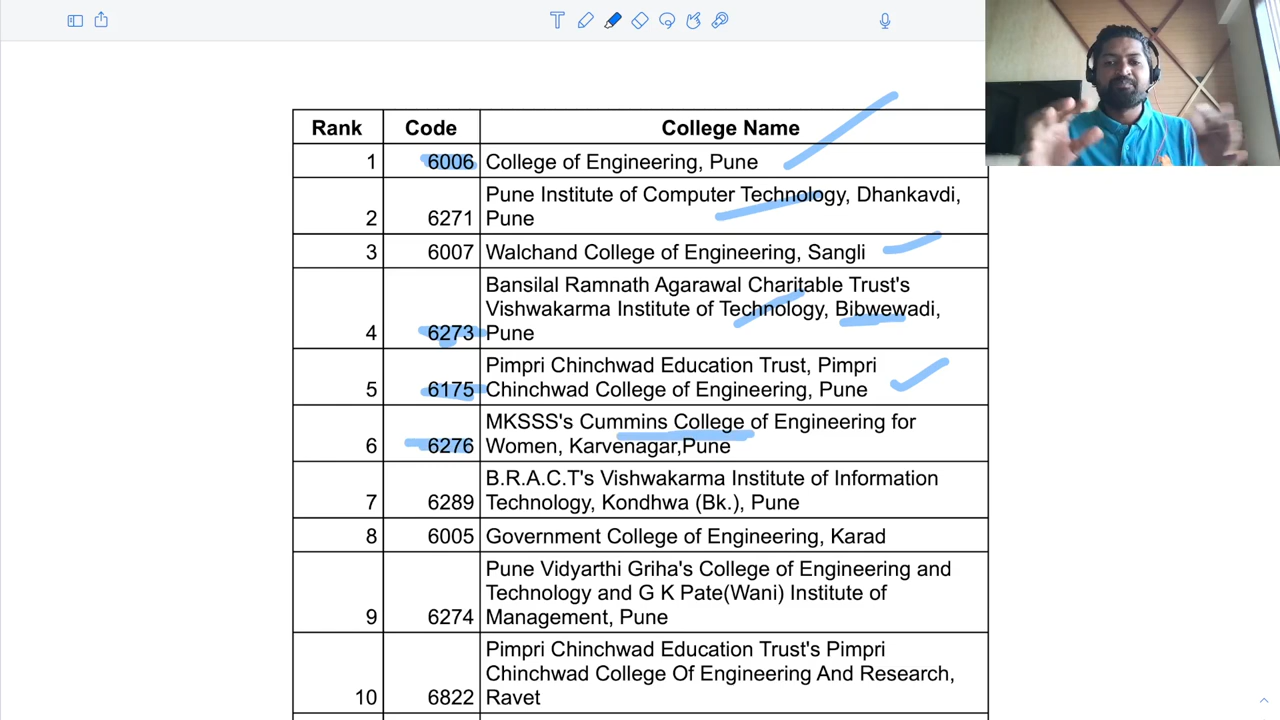 Rank Code College Name
1 6006 College of Engineering, Pune
Pune Institute of Computer Technology, Dhankavdi,
2 6271 Pune
3 6007 Walchand College of Engineering, Sangli
Bansilal Ramnath Agarawal Charitable Trust's
Vishwakarma Institute of Technology, Bibwewadi,
4 6273 Pune
Pimpri Chinchwad Education Trust, Pimpri
5 6175 Chinchwad College of Engineering, Pune
MKSSS's Cummins College of Engineering for
6 6276 Women, Karvenagar,Pune
B.R.A.C.T's Vishwakarma Institute of Information
7 6289 Technology, Kondhwa (Bk.), Pune
8 6005 Government College of Engineering, Karad
Pune Vidyarthi Griha's College of Engineering and
Technology and G K Pate(Wani) Institute of
9 6274 Management, Pune
Pimpri Chinchwad Education Trust's Pimpri
Chinchwad College Of Engineering And Research,
10 6822 Ravet